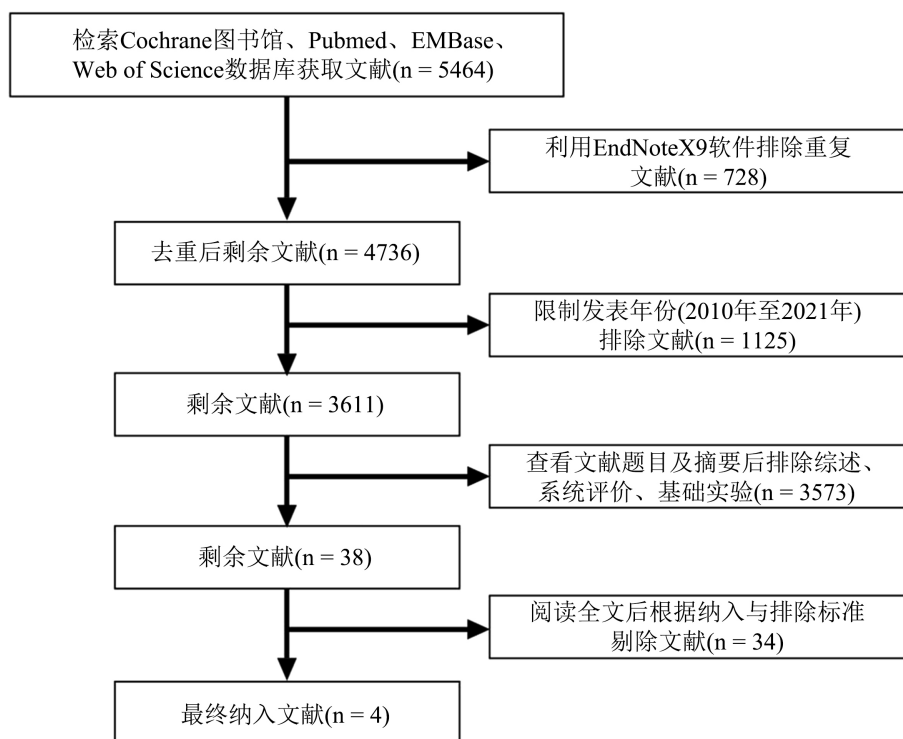 检索Cochrane图书馆、Pubmed、EMBase、
Web of Science数据库获取文献(n = 5464)
利用EndNoteX9软件排除重复
文献(n = 728)
去重后剩余文献(n = 4736)
限制发表年份(2010年至2021年)
排除文献(n = 1125)
剩余文献(n = 3611)
查看文献题目及摘要后排除综述、
系统评价、基础实验(n = 3573)
剩余文献(n = 38)
阅读全文后根据纳入与排除标准
剔除文献(n = 34)
最终纳入文献(n = 4)